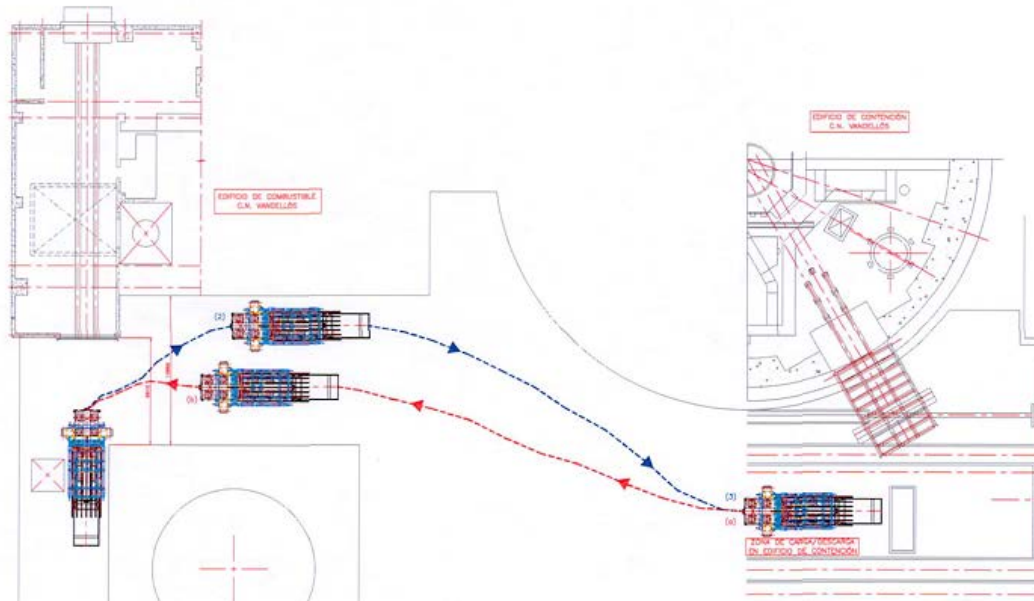 EDIFICIO DE CONTENCIÓN
C.N. VANDELLÓS
EDIFICIO DE COMBUSTIBLE
C.N. VANDELLÓS
(2)
(b)
(3)
(a)
ZONA DE CARGA/DESCARGA
EN EDIFICIO DE CONTENCIÓN